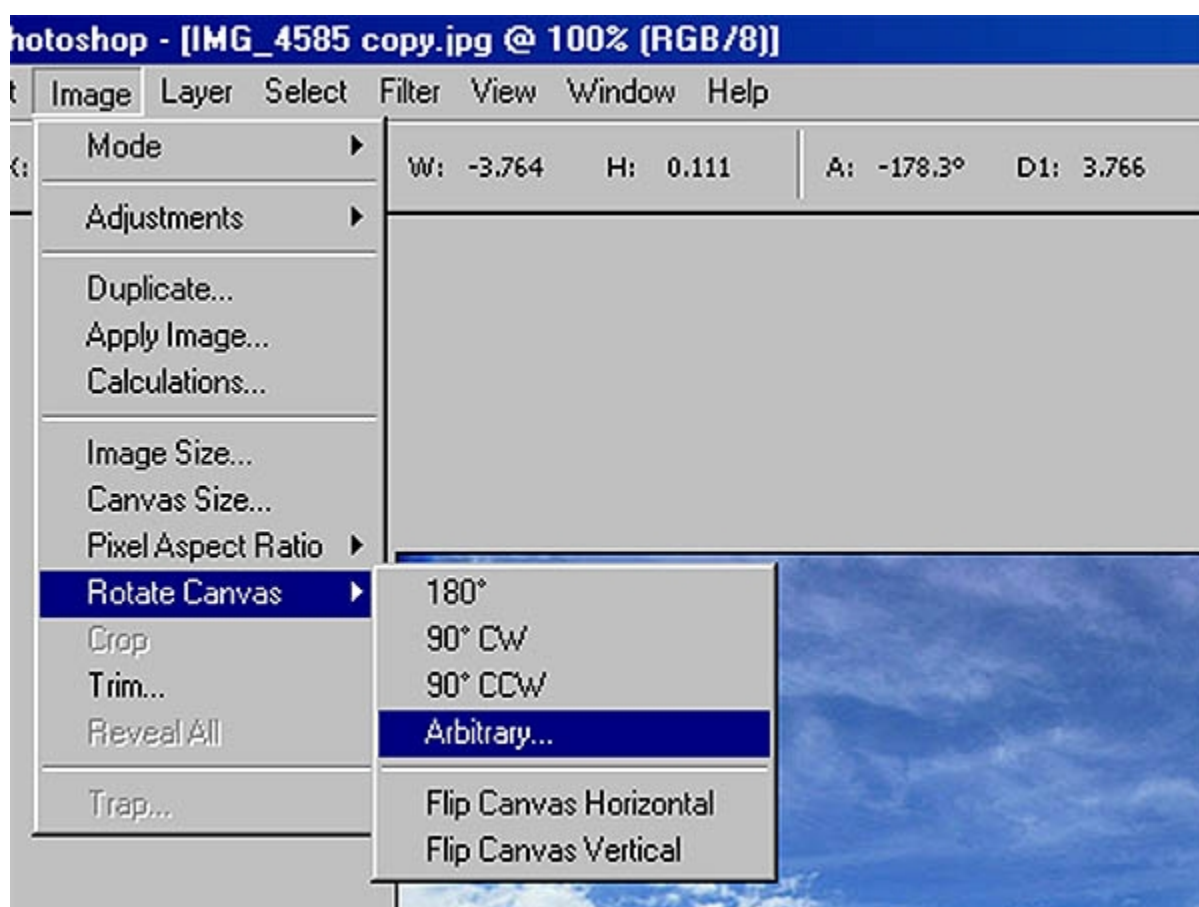 hotoshop - [IMG_4585 copy.jpg @ 100% (RGB/8)]
t Image Layer Select Filter View Window Help
X: W: -3.764 H: 0.111 A: -178.3° D1: 3.766
Mode
Adjustments
Duplicate...
Apply Image...
Calculations...
Image Size...
Canvas Size...
Pixel Aspect Ratio
Rotate Canvas
Crop
Trim...
Reveal All
Trap...
180°
90° CW
90° CCW
Arbitrary...
Flip Canvas Horizontal
Flip Canvas Vertical